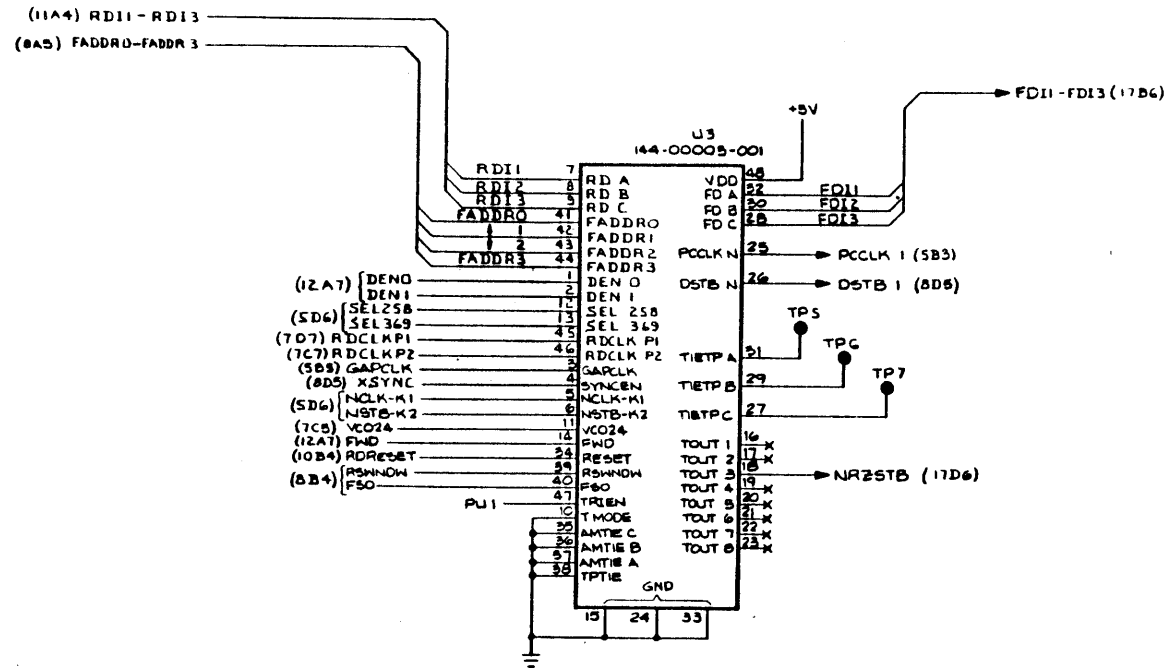 (11A4) RDI1-RDI3
(8A5) FADDR0-FADDR3
FDI1-FDI3 (17B6)
+5V
U3
144-00005-001
RDI1 7 RD A
RDI2 8 RD B
RDI3 9 RD C
FADDR0 41 FADDR0
1 42 FADDR1
2 43 FADDR2
FADDR3 44 FADDR3
(12A7) DEN0 1 DEN 0
DEN1 2 DEN 1
(5D6) SEL258 12 SEL 258
SEL369 13 SEL 369
(7D7) RDCLKP1 45 RDCLK P1
(7C7) RDCLKP2 46 RDCLK P2
(5B3) GAPCLK 3 GAPCLK
(8D5) XSYNC 4 SYNCEN
(5D6) NCLK-K1 5 NCLK-K1
NSTB-K2 6 NSTB-K2
(7C5) VCO24 11 VCO24
(12A7) FWD 14 FWD
(10B4) RDRESET 34 RESET
(8B4) RSWNDW 39 RSWNDW
FSO 40 FSO
PU1 47 TRIEN
10 T MODE
35 AMTIE C
36 AMTIE B
37 AMTIE A
38 TPTIE
VDD 48
FD A 32 FDI1
FD B 30 FDI2
FD C 28 FDI3
PCCLK N 25 PCCLK 1 (5B3)
DSTB N 26 DSTB 1 (8D5)
TP5
TIETP A 31
TP6
TIETP B 29
TP7
TIETP C 27
TOUT 1 16 x
TOUT 2 17 x
TOUT 3 18 NRZSTB (17D6)
TOUT 4 19 x
TOUT 5 20 x
TOUT 6 21 x
TOUT 7 22 x
TOUT 8 23 x
GND
15 24 33